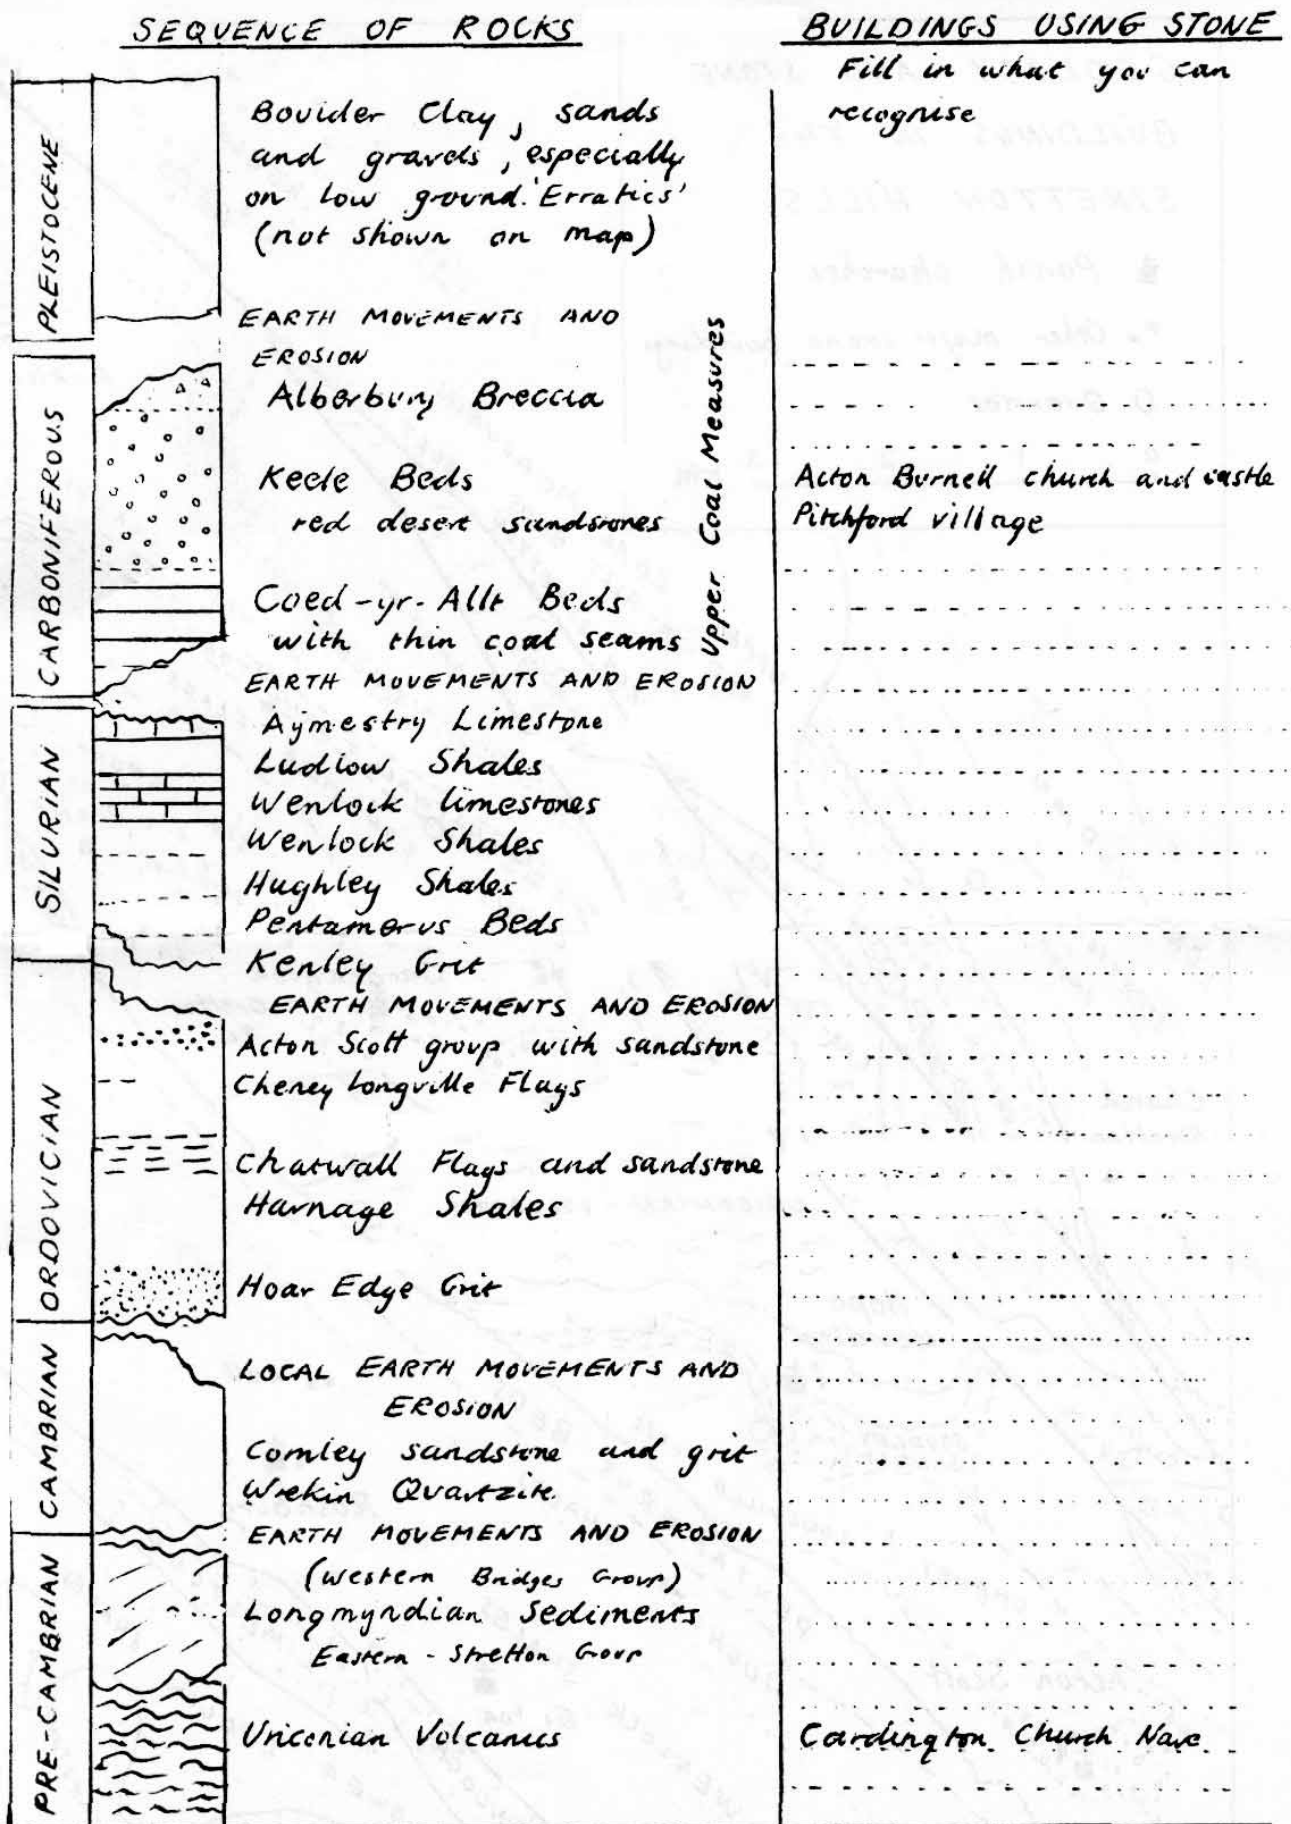 SEQUENCE OF ROCKS
BUILDINGS USING STONE
Fill in what you can
recognise
PLEISTOCENE
Boulder Clay, sands
and gravels, especially
on low ground. 'Erratics'
(not shown on map)
EARTH MOVEMENTS AND
EROSION
CARBONIFEROUS
Upper Coal Measures
Alberbury Breccia
Keele Beds
red desert sandstones
Acton Burnell church and castle
Pitchford village
Coed-yr-Allt Beds
with thin coal seams
EARTH MOVEMENTS AND EROSION
SILURIAN
Aymestry Limestone
Ludlow Shales
Wenlock limestones
Wenlock Shales
Hughley Shales
Pentamerus Beds
Kenley Grit
EARTH MOVEMENTS AND EROSION
ORDOVICIAN
Acton Scott group with sandstone
Cheney Longville Flags
Chatwall Flags and sandstone
Harnage Shales
Hoar Edge Grit
CAMBRIAN
LOCAL EARTH MOVEMENTS AND
EROSION
Comley sandstone and grit
Wrekin Quartzite
EARTH MOVEMENTS AND EROSION
PRE-CAMBRIAN
(Western Bridges Group)
Longmyndian Sediments
Eastern - Stretton Group
Uriconian Volcanics
Cardington Church Nave